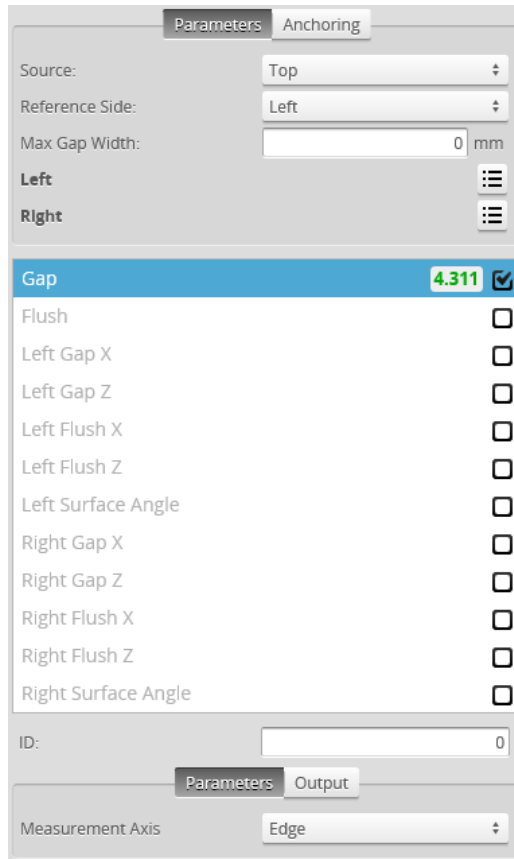 Parameters Anchoring
Source: Top
Reference Side: Left
Max Gap Width: 0 mm
Left
Right
Gap 4.311
Flush
Left Gap X
Left Gap Z
Left Flush X
Left Flush Z
Left Surface Angle
Right Gap X
Right Gap Z
Right Flush X
Right Flush Z
Right Surface Angle
ID: 0
Parameters Output
Measurement Axis Edge